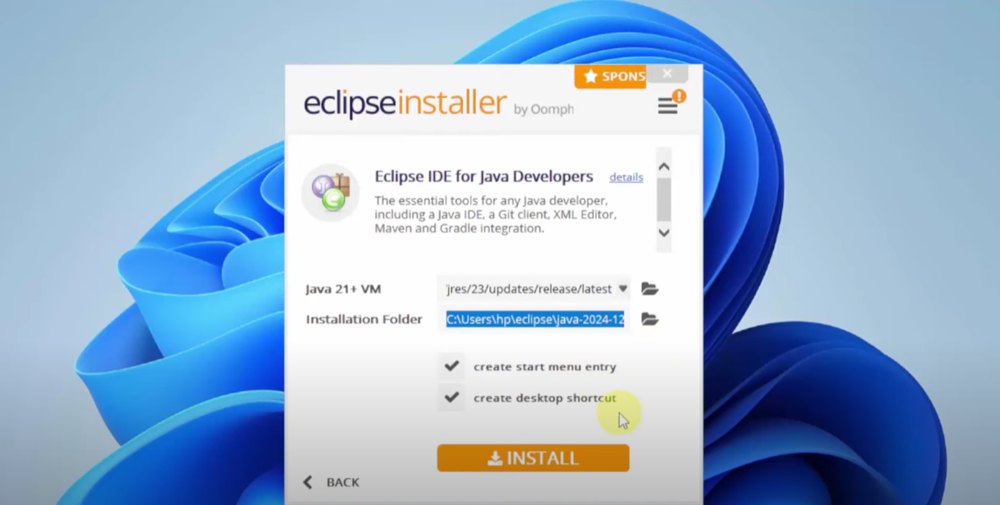 SPONS
eclipseinstaller by Oomph
!
Eclipse IDE for Java Developers details
The essential tools for any Java developer,
including a Java IDE, a Git client, XML Editor,
Maven and Gradle integration.
Java 21+ VM jres/23/updates/release/latest
Installation Folder C:\Users\hp\eclipse\java-2024-12
create start menu entry
create desktop shortcut
INSTALL
BACK